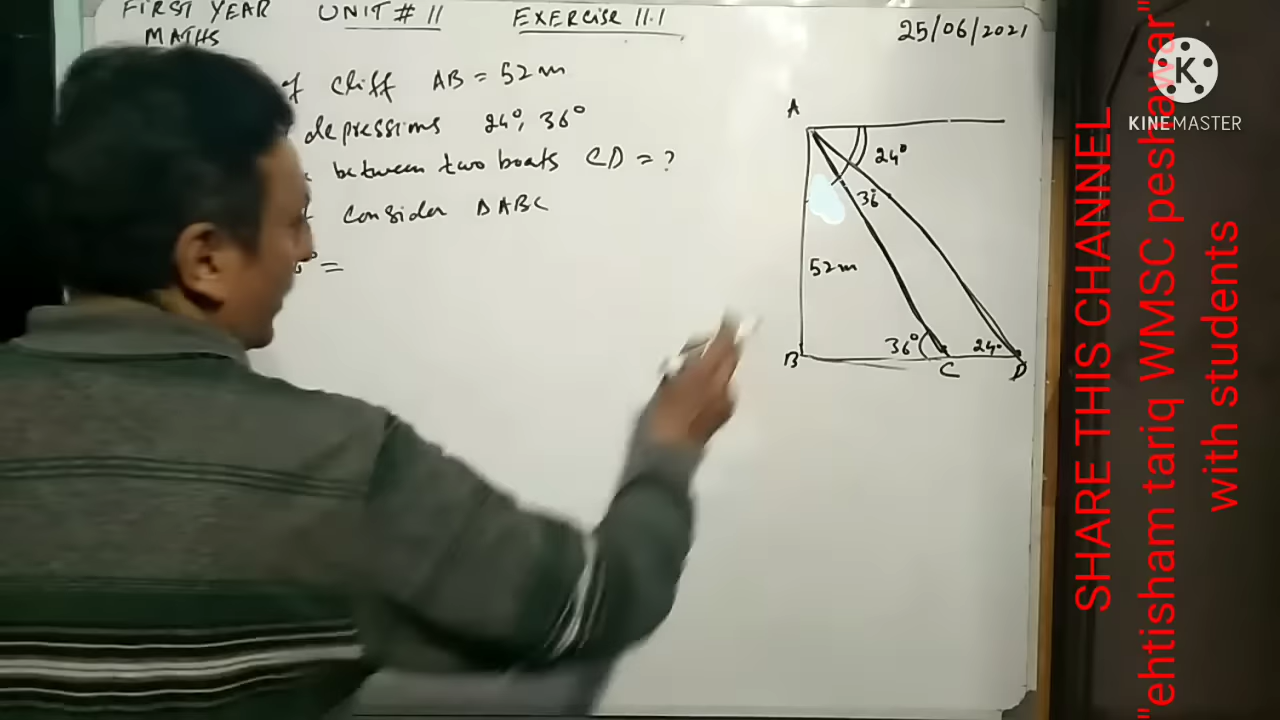 FIRST YEAR UNIT # 11 EXERCISE 11.1
MATHS
25/06/2021
of cliff AB = 52m
depressions 24°, 36°
between two boats CD = ?
consider ΔABC
° =
A
24°
36
52m
36°
24°
B
C
D
KINEMASTER
SHARE THIS CHANNEL
"ehtisham tariq WMSC peshawar"
with students